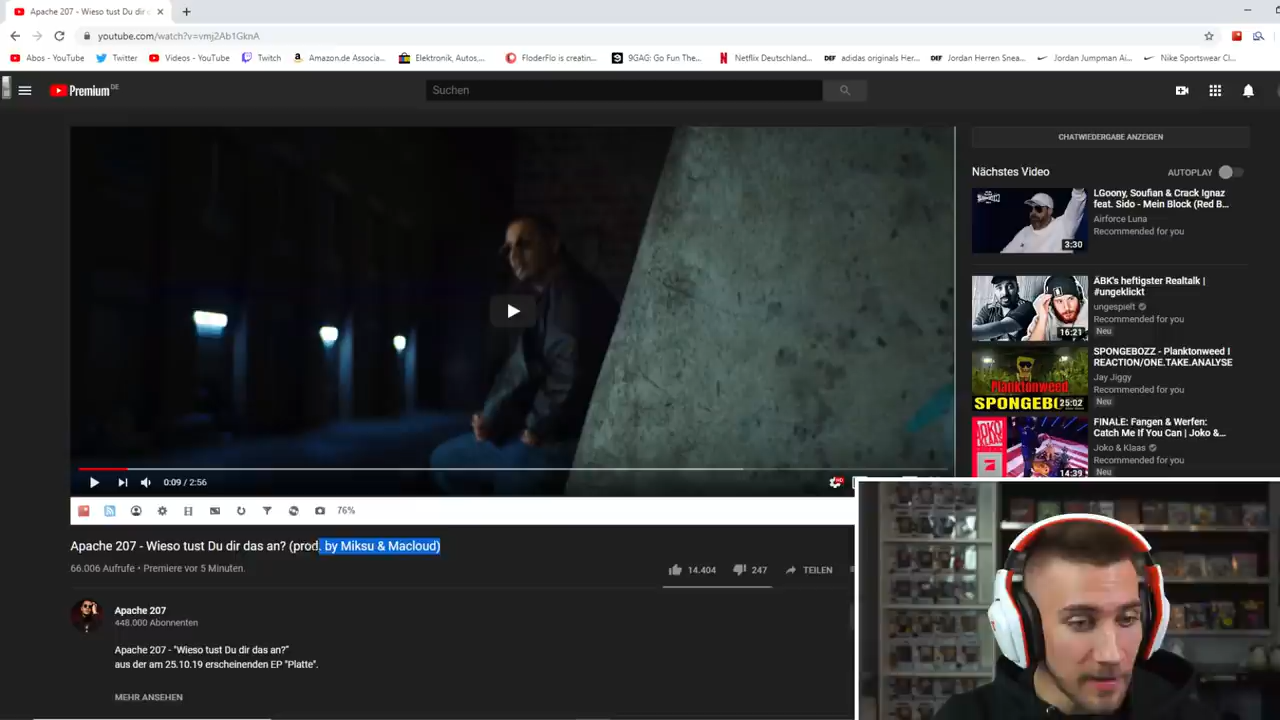 Apache 207 - Wieso tust Du dir d
youtube.com/watch?v=vmj2Ab1GknA
Abos - YouTube
Twitter
Videos - YouTube
Twitch
Amazon.de Associa...
Elektronik, Autos,...
FloderFlo is creatin...
9GAG: Go Fun The...
Netflix Deutschland...
adidas originals Her...
Jordan Herren Snea...
Jordan Jumpman Ai...
Nike Sportswear Cl...
Premium DE
Suchen
CHATWIEDERGABE ANZEIGEN
Nächstes Video
AUTOPLAY
LGoony, Soufian & Crack Ignaz
feat. Sido - Mein Block (Red B...
Airforce Luna
Recommended for you
3:30
ÄBK's heftigster Realtalk |
#ungeklickt
ungespielt
Recommended for you
Neu
16:21
SPONGEBOZZ - Planktonweed I
REACTION/ONE.TAKE.ANALYSE
Jay Jiggy
Recommended for you
Neu
Planktonweed
SPONGEBO
25:02
FINALE: Fangen & Werfen:
Catch Me If You Can | Joko &...
Joko & Klaas
Recommended for you
Neu
JOKO
14:39
0:09 / 2:56
HD
76%
Apache 207 - Wieso tust Du dir das an? (prod. by Miksu & Macloud)
66.006 Aufrufe • Premiere vor 5 Minuten.
14.404
247
TEILEN
Apache 207
448.000 Abonnenten
Apache 207 - "Wieso tust Du dir das an?"
aus der am 25.10.19 erscheinenden EP "Platte".
MEHR ANSEHEN